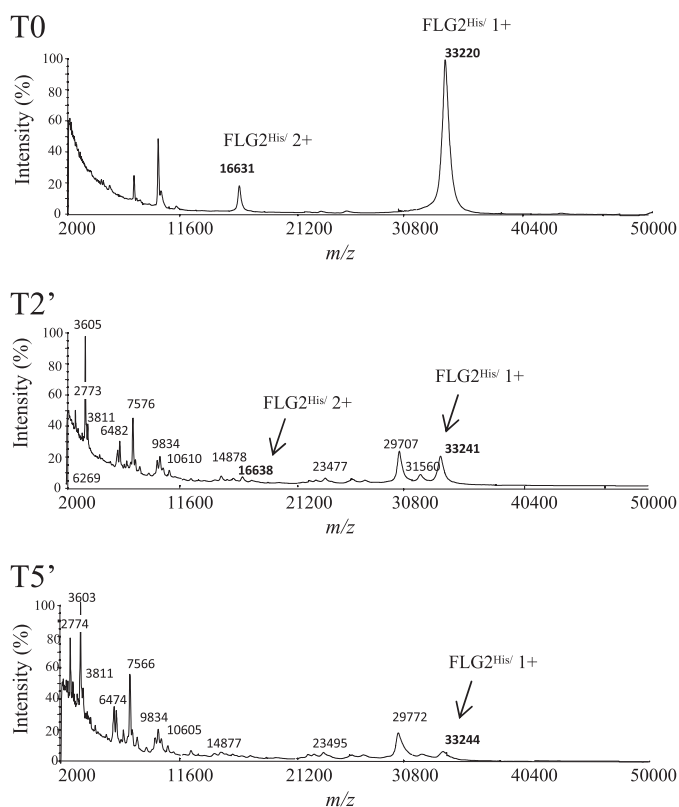 T0
FLG2His/ 1+
33220
FLG2His/ 2+
16631
Intensity (%)
100
80
60
40
20
0
2000 11600 21200 30800 40400 50000
m/z
T2’
3605
2773
3811
6482
7576
9834
10610
6269
14878
FLG2His/ 2+
16638
23477
29707
31560
FLG2His/ 1+
33241
Intensity (%)
100
80
60
40
20
0
2000 11600 21200 30800 40400 50000
m/z
T5’
3603
2774
3811
6474
7566
9834
10605
14877
23495
29772
FLG2His/ 1+
33244
Intensity (%)
100
80
60
40
20
0
2000 11600 21200 30800 40400 50000
m/z